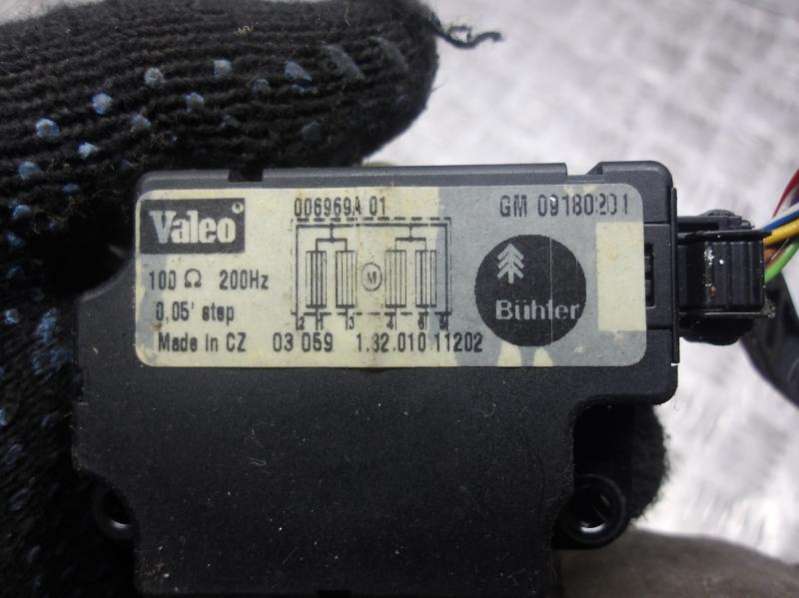 Valeo
006969A 01
GM 09180201
100 Ω 200Hz
0,05' step
M
Bühler
Made in CZ 03 059 1.32.010 11202